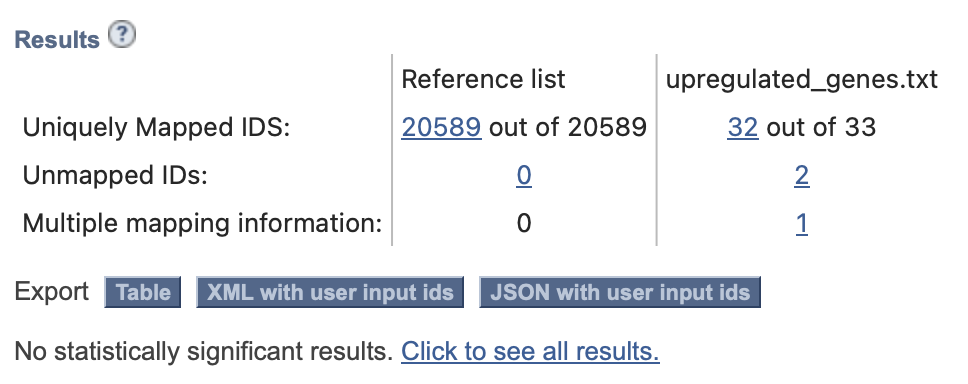 Results ?
Reference list upregulated_genes.txt
Uniquely Mapped IDS: 20589 out of 20589 32 out of 33
Unmapped IDs: 0 2
Multiple mapping information: 0 1
Export Table XML with user input ids JSON with user input ids
No statistically significant results. Click to see all results.